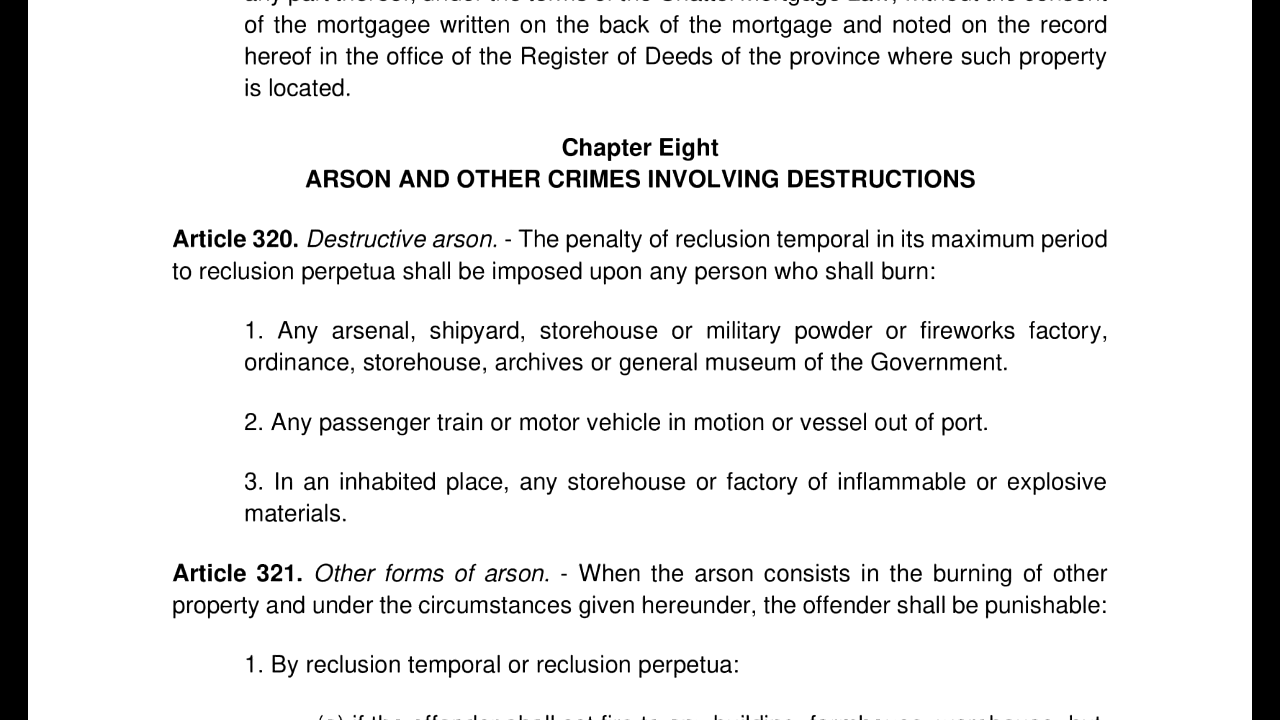 of the mortgagee written on the back of the mortgage and noted on the record
hereof in the office of the Register of Deeds of the province where such property
is located.
Chapter Eight
ARSON AND OTHER CRIMES INVOLVING DESTRUCTIONS
Article 320. Destructive arson. - The penalty of reclusion temporal in its maximum period
to reclusion perpetua shall be imposed upon any person who shall burn:
1. Any arsenal, shipyard, storehouse or military powder or fireworks factory,
ordinance, storehouse, archives or general museum of the Government.
2. Any passenger train or motor vehicle in motion or vessel out of port.
3. In an inhabited place, any storehouse or factory of inflammable or explosive
materials.
Article 321. Other forms of arson. - When the arson consists in the burning of other
property and under the circumstances given hereunder, the offender shall be punishable:
1. By reclusion temporal or reclusion perpetua: